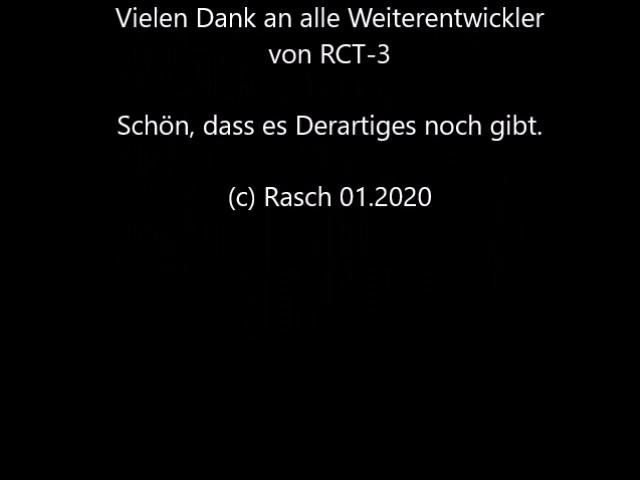 Vielen Dank an alle Weiterentwickler
von RCT-3
Schön, dass es Derartiges noch gibt.
(c) Rasch 01.2020